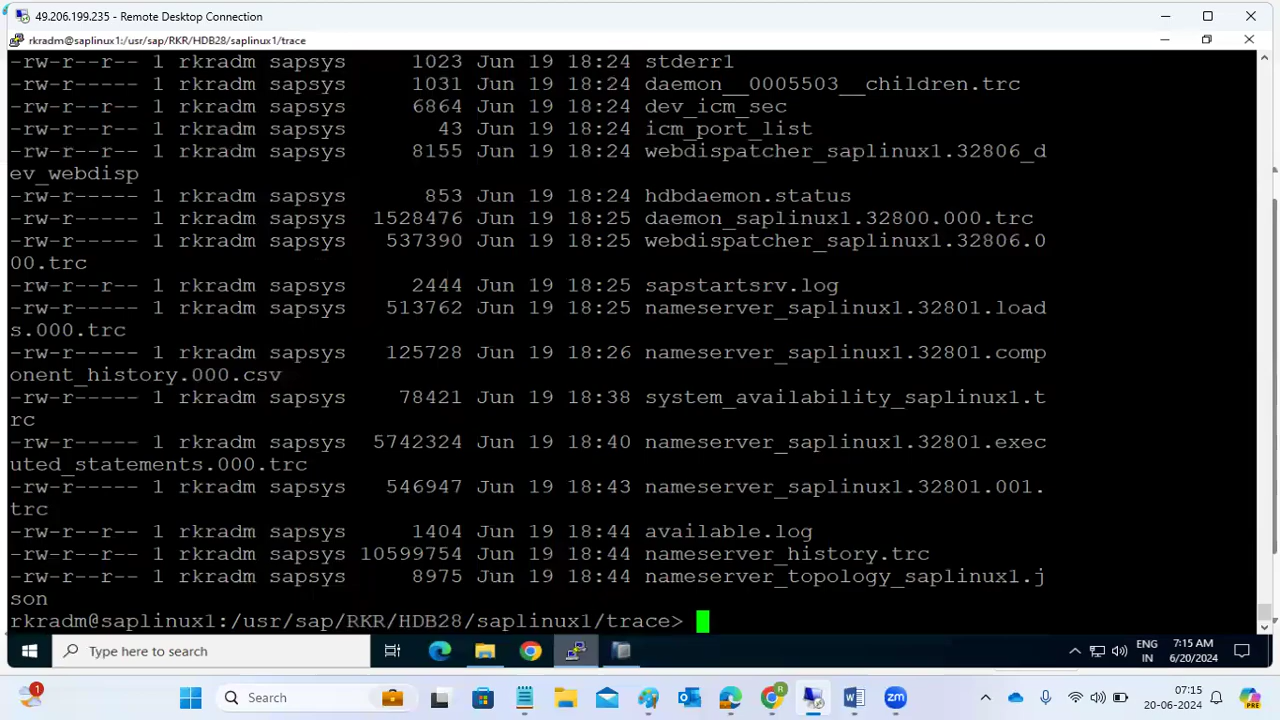 49.206.199.235 - Remote Desktop Connection
rkradm@saplinux1:/usr/sap/RKR/HDB28/saplinux1/trace
-rw-r--r-- 1 rkradm sapsys 1023 Jun 19 18:24 stderr1
-rw-r----- 1 rkradm sapsys 1031 Jun 19 18:24 daemon__0005503__children.trc
-rw-r--r-- 1 rkradm sapsys 6864 Jun 19 18:24 dev_icm_sec
-rw-r--r-- 1 rkradm sapsys 43 Jun 19 18:24 icm_port_list
-rw-r----- 1 rkradm sapsys 8155 Jun 19 18:24 webdispatcher_saplinux1.32806_d
ev_webdisp
-rw-r----- 1 rkradm sapsys 853 Jun 19 18:24 hdbdaemon.status
-rw-r----- 1 rkradm sapsys 1528476 Jun 19 18:25 daemon_saplinux1.32800.000.trc
-rw-r----- 1 rkradm sapsys 537390 Jun 19 18:25 webdispatcher_saplinux1.32806.0
00.trc
-rw-r--r-- 1 rkradm sapsys 2444 Jun 19 18:25 sapstartsrv.log
-rw-r----- 1 rkradm sapsys 513762 Jun 19 18:25 nameserver_saplinux1.32801.load
s.000.trc
-rw-r----- 1 rkradm sapsys 125728 Jun 19 18:26 nameserver_saplinux1.32801.comp
onent_history.000.csv
-rw-r----- 1 rkradm sapsys 78421 Jun 19 18:38 system_availability_saplinux1.t
rc
-rw-r----- 1 rkradm sapsys 5742324 Jun 19 18:40 nameserver_saplinux1.32801.exec
uted_statements.000.trc
-rw-r----- 1 rkradm sapsys 546947 Jun 19 18:43 nameserver_saplinux1.32801.001.
trc
-rw-r--r-- 1 rkradm sapsys 1404 Jun 19 18:44 available.log
-rw-r----- 1 rkradm sapsys 10599754 Jun 19 18:44 nameserver_history.trc
-rw-r----- 1 rkradm sapsys 8975 Jun 19 18:44 nameserver_topology_saplinux1.j
son
rkradm@saplinux1:/usr/sap/RKR/HDB28/saplinux1/trace>
Type here to search
ENG
IN
7:15 AM
6/20/2024
1
Search
zm
07:15
20-06-2024
PRE